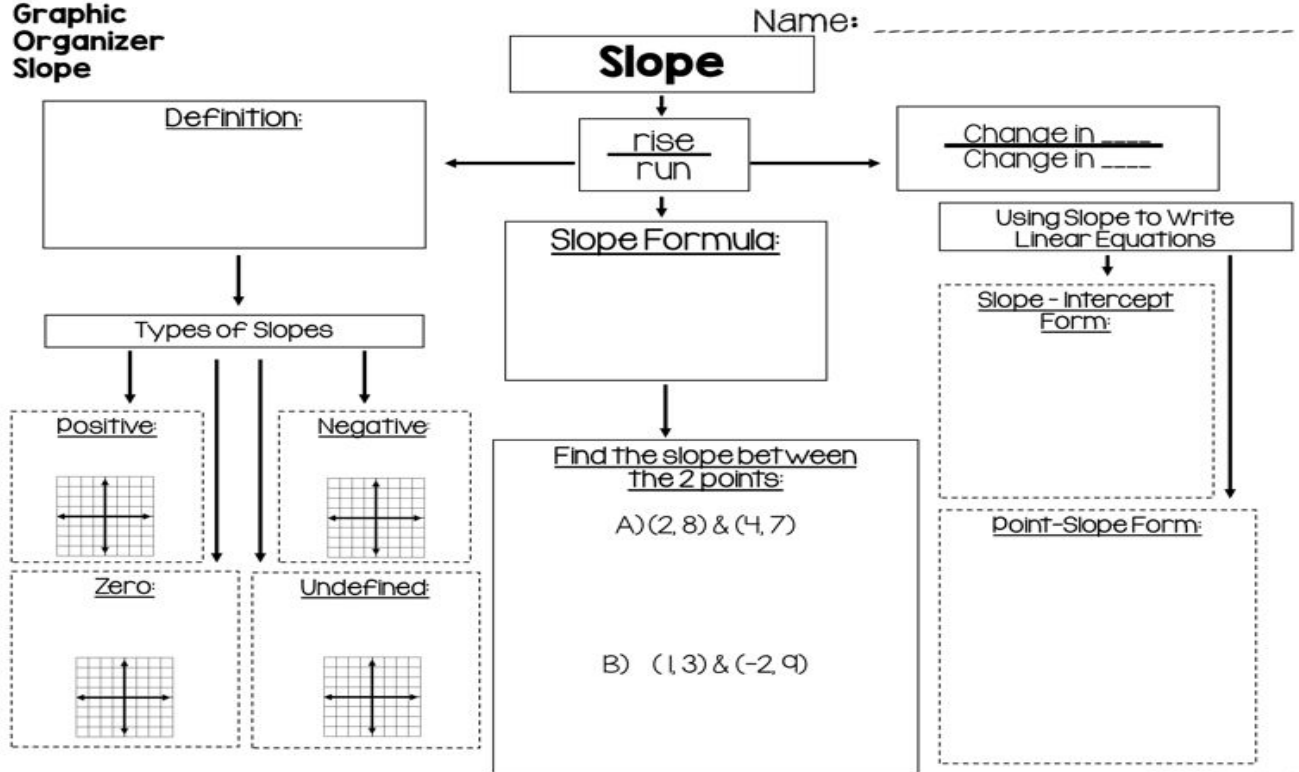 Graphic
Organizer
Slope
Name: _ _ _ _ _ _ _ _ _ _ _ _ _ _ _ _ _ _ _ _ _ _ _ _ _ _ _ _
Slope
Definition:
rise
run
Change in ____
Change in ____
Slope Formula:
Using Slope to Write
Linear Equations
Slope - Intercept
Form:
Types of Slopes
Positive:
Negative:
Zero:
Undefined:
Find the slope between
the 2 points:
A) (2, 8) & (4, 7)
B) (1, 3) & (-2, 9)
Point-Slope Form: